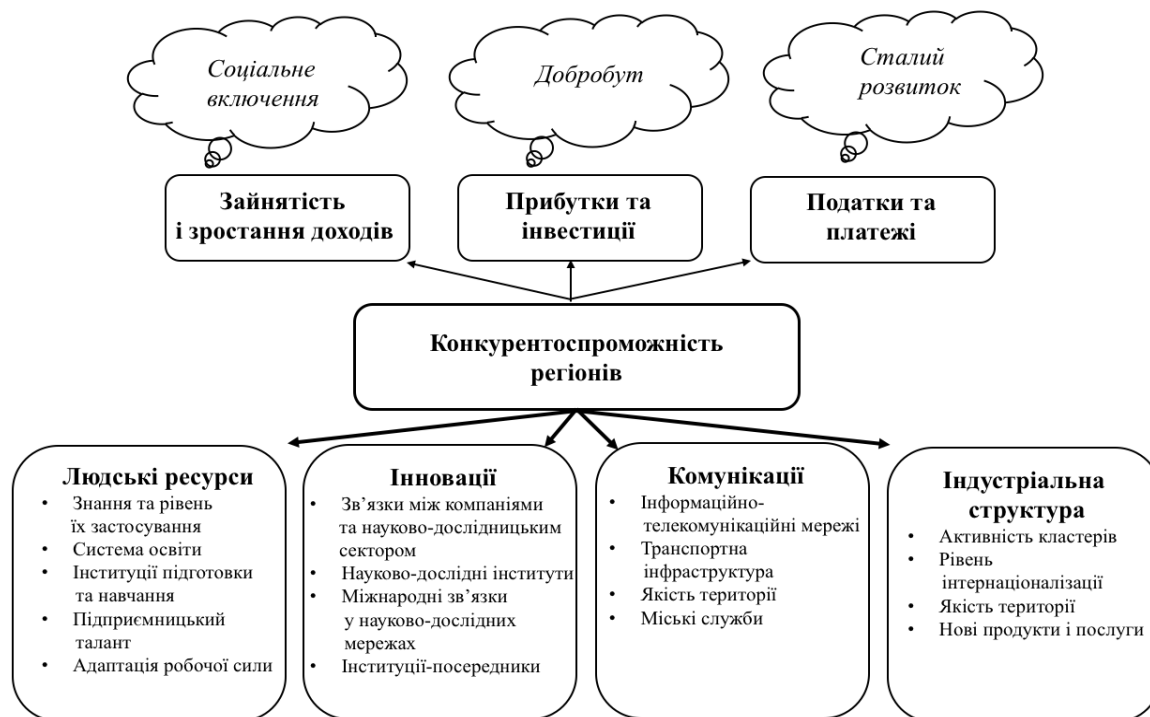 Соціальне
включення
Добробут
Сталий
розвиток
Зайнятість
і зростання доходів
Прибутки та
інвестиції
Податки та
платежі
Конкурентоспроможність
регіонів
Людські ресурси
• Знання та рівень
їх застосування
• Система освіти
• Інституції підготовки
та навчання
• Підприємницький
талант
• Адаптація робочої сили
Інновації
• Зв’язки між компаніями
та науково-дослідницьким
сектором
• Науково-дослідні інститути
• Міжнародні зв’язки
у науково-дослідних
мережах
• Інституції-посередники
Комунікації
• Інформаційно-
телекомунікаційні мережі
• Транспортна
інфраструктура
• Якість території
• Міські служби
Індустріальна
структура
• Активність кластерів
• Рівень
інтернаціоналізації
• Якість території
• Нові продукти і послуги